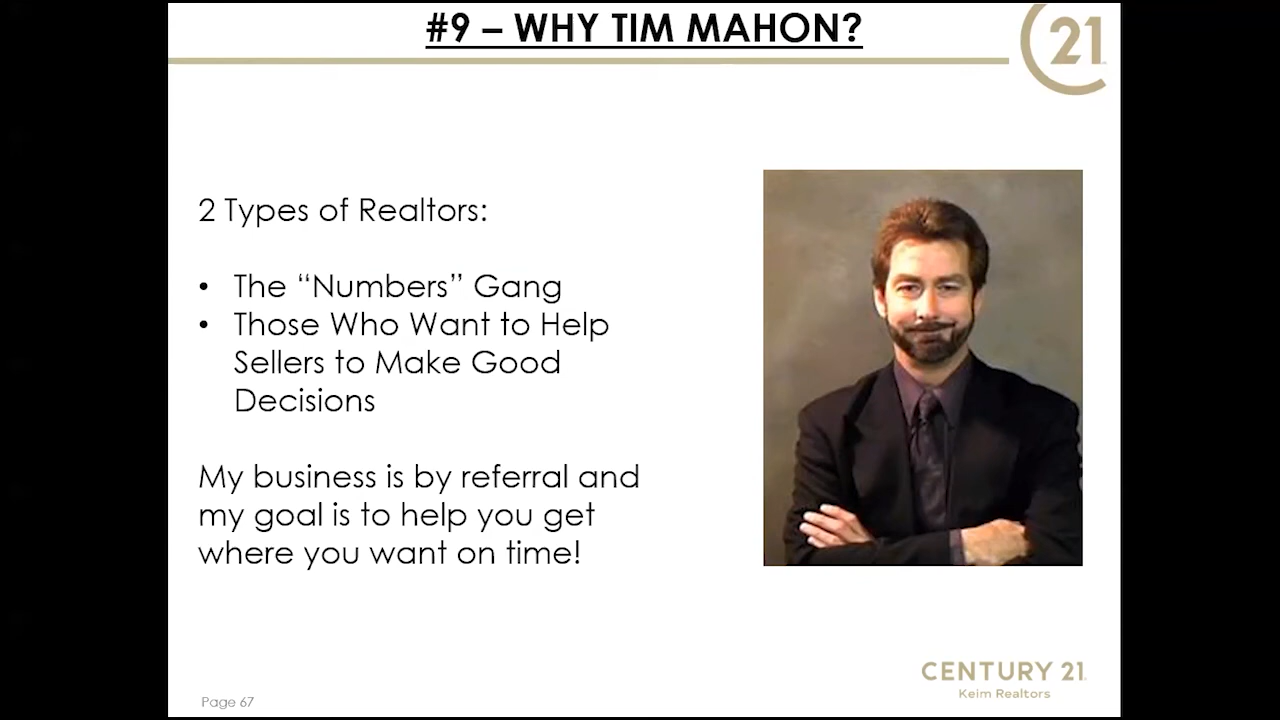 #9 – WHY TIM MAHON?
21
2 Types of Realtors:
• The “Numbers” Gang
• Those Who Want to Help
Sellers to Make Good
Decisions
My business is by referral and
my goal is to help you get
where you want on time!
CENTURY 21
Keim Realtors
Page 67